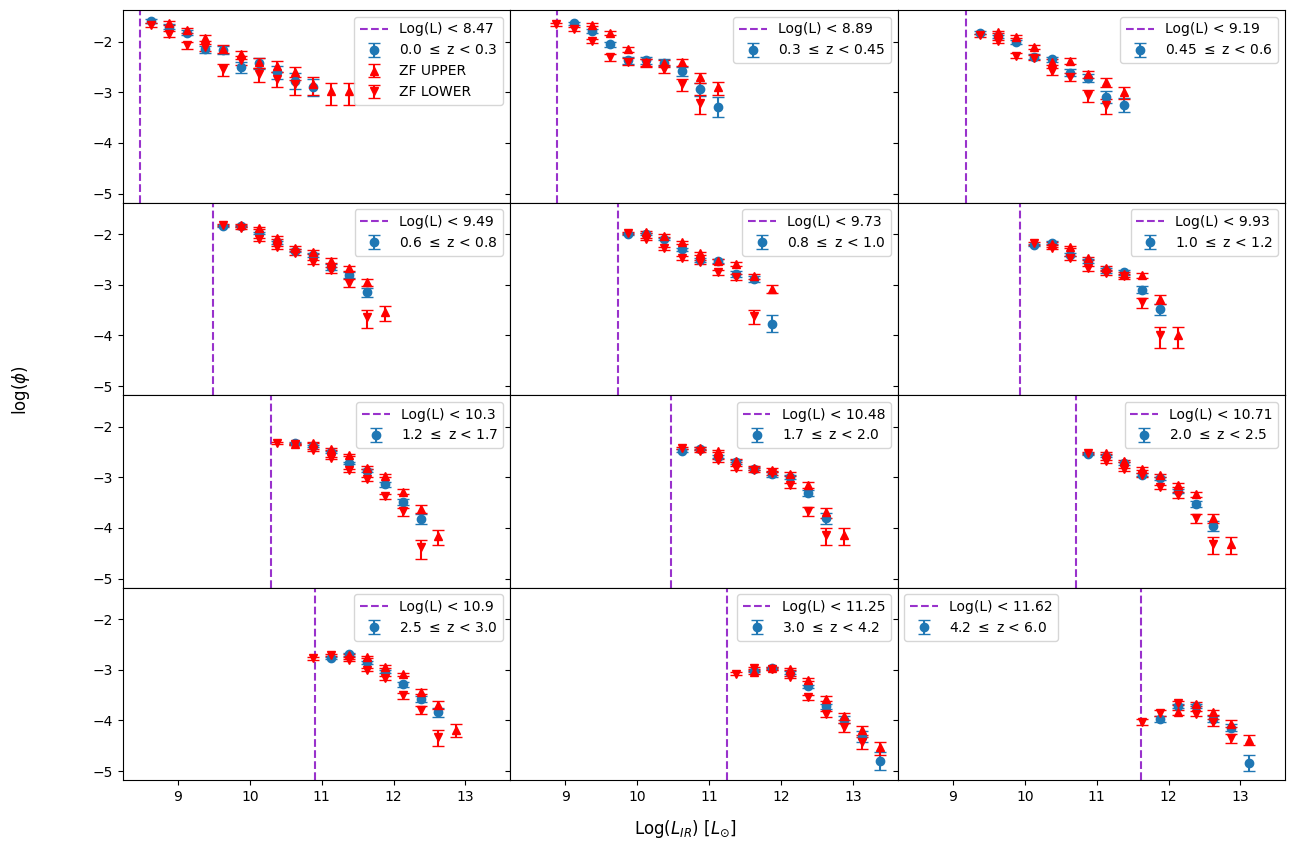 Log(L) < 8.47
0.0 ≤ z < 0.3
ZF UPPER
ZF LOWER
Log(L) < 8.89
0.3 ≤ z < 0.45
Log(L) < 9.19
0.45 ≤ z < 0.6
−2
−3
−4
−5
Log(L) < 9.49
0.6 ≤ z < 0.8
Log(L) < 9.73
0.8 ≤ z < 1.0
Log(L) < 9.93
1.0 ≤ z < 1.2
−2
−3
−4
−5
log(ϕ)
Log(L) < 10.3
1.2 ≤ z < 1.7
Log(L) < 10.48
1.7 ≤ z < 2.0
Log(L) < 10.71
2.0 ≤ z < 2.5
−2
−3
−4
−5
Log(L) < 10.9
2.5 ≤ z < 3.0
Log(L) < 11.25
3.0 ≤ z < 4.2
Log(L) < 11.62
4.2 ≤ z < 6.0
−2
−3
−4
−5
9 10 11 12 13 9 10 11 12 13 9 10 11 12 13
Log(L_IR) [L_⊙]